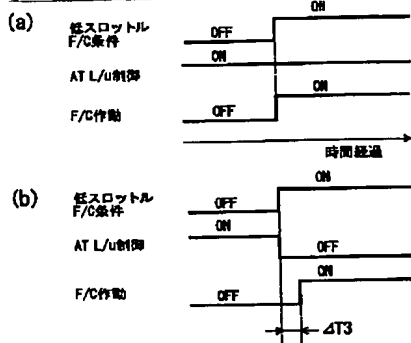 (a)
ON
低スロットル
F/C条件
OFF
ON
AT L/u制御
ON
F/C作動
OFF
時間経過
(b)
ON
低スロットル
F/C条件
OFF
ON
AT L/u制御
OFF
ON
F/C作動
OFF
⊿T3